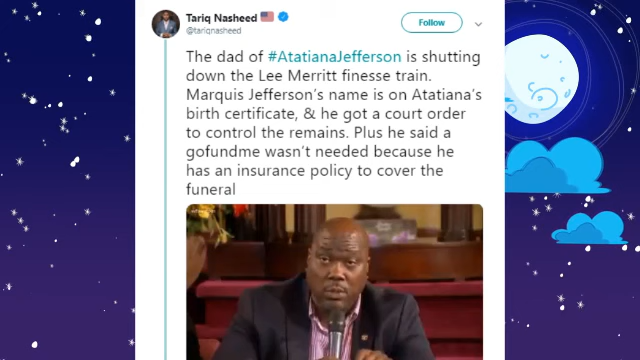 Tariq Nasheed 🇺🇸
@tariqnasheed
Follow
The dad of #AtatianaJefferson is shutting
down the Lee Merritt finesse train.
Marquis Jefferson's name is on Atatiana's
birth certificate, & he got a court order
to control the remains. Plus he said a
gofundme wasn't needed because he
has an insurance policy to cover the
funeral